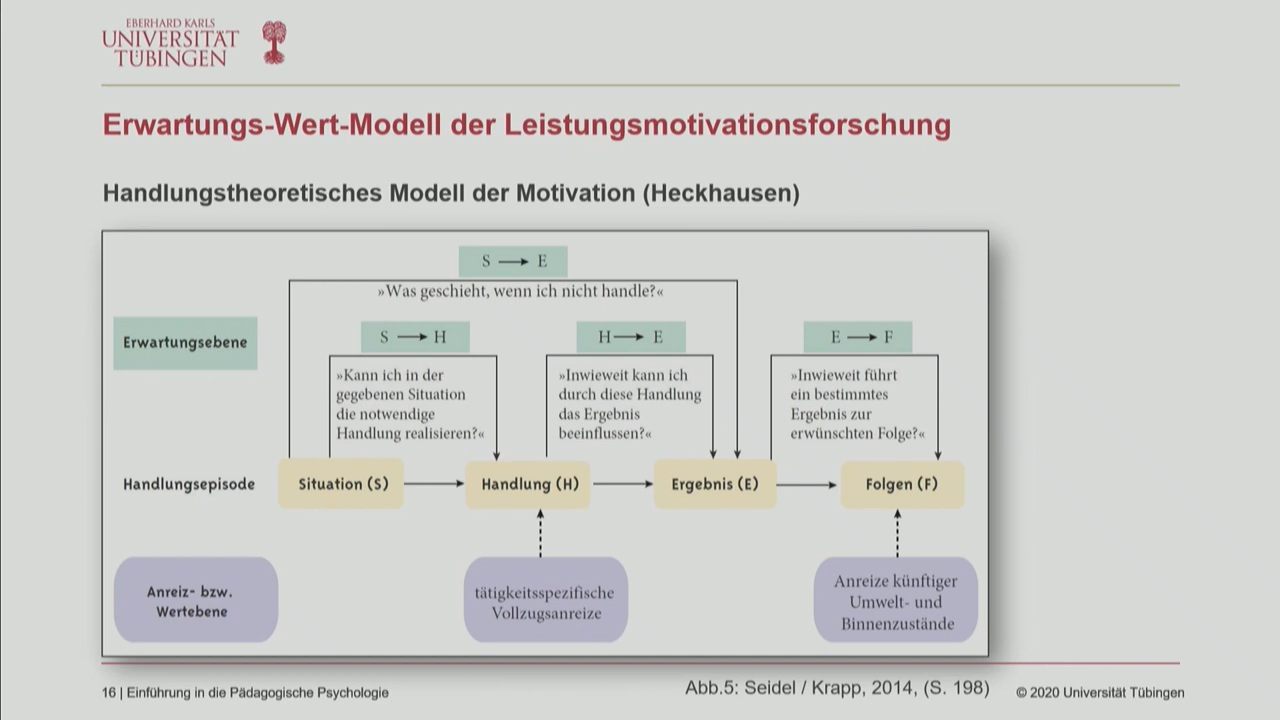 EBERHARD KARLS
UNIVERSITÄT
TÜBINGEN
Erwartungs-Wert-Modell der Leistungsmotivationsforschung
Handlungstheoretisches Modell der Motivation (Heckhausen)
S → E
»Was geschieht, wenn ich nicht handle?«
Erwartungsebene
S → H
H → E
E → F
»Kann ich in der
gegebenen Situation
die notwendige
Handlung realisieren?«
»Inwieweit kann ich
durch diese Handlung
das Ergebnis
beeinflussen?«
»Inwieweit führt
ein bestimmtes
Ergebnis zur
erwünschten Folge?«
Handlungsepisode
Situation (S)
Handlung (H)
Ergebnis (E)
Folgen (F)
Anreiz- bzw.
Wertebene
tätigkeitsspezifische
Vollzugsanreize
Anreize künftiger
Umwelt- und
Binnenzustände
16 | Einführung in die Pädagogische Psychologie
Abb.5: Seidel / Krapp, 2014, (S. 198)
© 2020 Universität Tübingen